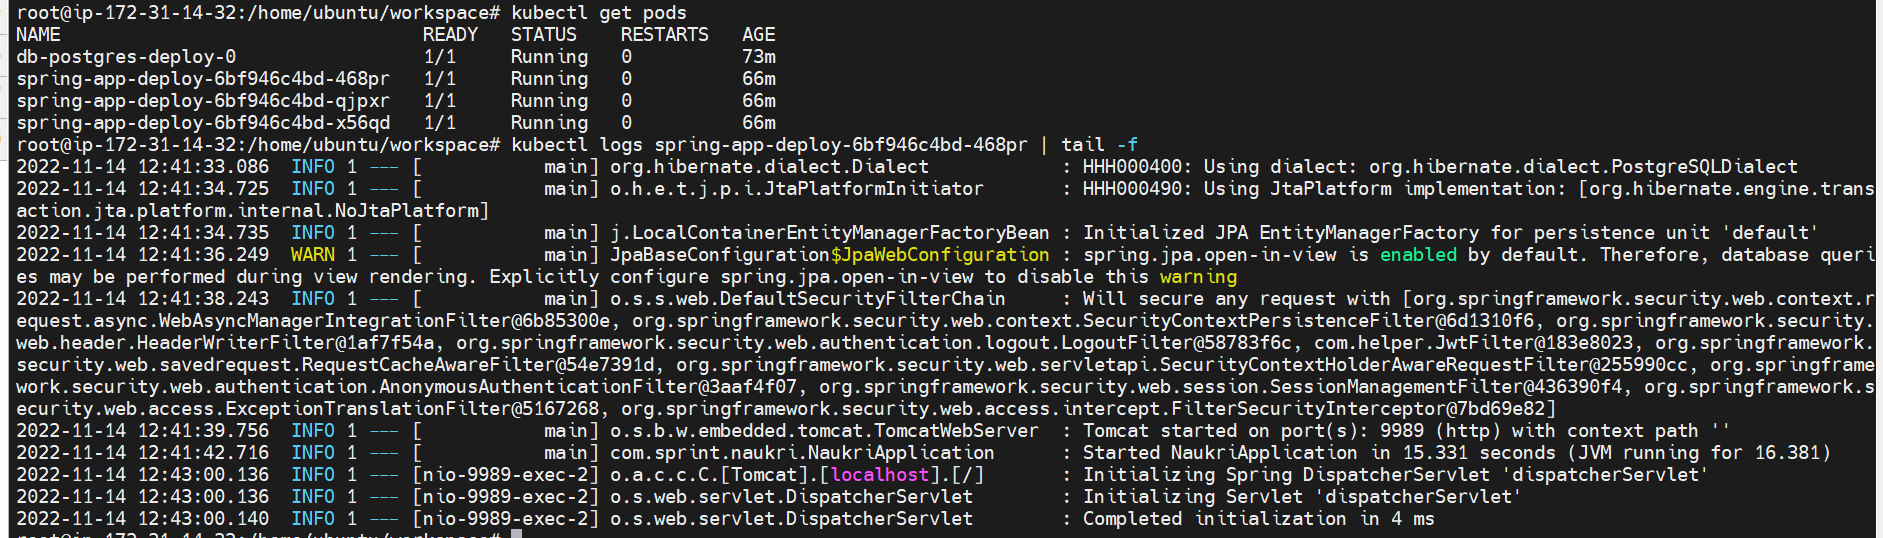 root@ip-172-31-14-32:/home/ubuntu/workspace# kubectl get pods
NAME                                 READY   STATUS    RESTARTS   AGE
db-postgres-deploy-0                 1/1     Running   0          73m
spring-app-deploy-6bf946c4bd-468pr   1/1     Running   0          66m
spring-app-deploy-6bf946c4bd-qjpxr   1/1     Running   0          66m
spring-app-deploy-6bf946c4bd-x56qd   1/1     Running   0          66m
root@ip-172-31-14-32:/home/ubuntu/workspace# kubectl logs spring-app-deploy-6bf946c4bd-468pr | tail -f
2022-11-14 12:41:33.086  INFO 1 --- [           main] org.hibernate.dialect.Dialect            : HHH000400: Using dialect: org.hibernate.dialect.PostgreSQLDialect
2022-11-14 12:41:34.725  INFO 1 --- [           main] o.h.e.t.j.p.i.JtaPlatformInitiator       : HHH000490: Using JtaPlatform implementation: [org.hibernate.engine.trans
action.jta.platform.internal.NoJtaPlatform]
2022-11-14 12:41:34.735  INFO 1 --- [           main] j.LocalContainerEntityManagerFactoryBean : Initialized JPA EntityManagerFactory for persistence unit 'default'
2022-11-14 12:41:36.249  WARN 1 --- [           main] JpaBaseConfiguration$JpaWebConfiguration : spring.jpa.open-in-view is enabled by default. Therefore, database queri
es may be performed during view rendering. Explicitly configure spring.jpa.open-in-view to disable this warning
2022-11-14 12:41:38.243  INFO 1 --- [           main] o.s.s.web.DefaultSecurityFilterChain     : Will secure any request with [org.springframework.security.web.context.r
equest.async.WebAsyncManagerIntegrationFilter@6b85300e, org.springframework.security.web.context.SecurityContextPersistenceFilter@6d1310f6, org.springframework.security.
web.header.HeaderWriterFilter@1af7f54a, org.springframework.security.web.authentication.logout.LogoutFilter@58783f6c, com.helper.JwtFilter@183e8023, org.springframework.
security.web.savedrequest.RequestCacheAwareFilter@54e7391d, org.springframework.security.web.servletapi.SecurityContextHolderAwareRequestFilter@255990cc, org.springframe
work.security.web.authentication.AnonymousAuthenticationFilter@3aaf4f07, org.springframework.security.web.session.SessionManagementFilter@436390f4, org.springframework.s
ecurity.web.access.ExceptionTranslationFilter@5167268, org.springframework.security.web.access.intercept.FilterSecurityInterceptor@7bd69e82]
2022-11-14 12:41:39.756  INFO 1 --- [           main] o.s.b.w.embedded.tomcat.TomcatWebServer  : Tomcat started on port(s): 9989 (http) with context path ''
2022-11-14 12:41:42.716  INFO 1 --- [           main] com.sprint.naukri.NaukriApplication      : Started NaukriApplication in 15.331 seconds (JVM running for 16.381)
2022-11-14 12:43:00.136  INFO 1 --- [nio-9989-exec-2] o.a.c.c.C.[Tomcat].[localhost].[/]       : Initializing Spring DispatcherServlet 'dispatcherServlet'
2022-11-14 12:43:00.136  INFO 1 --- [nio-9989-exec-2] o.s.web.servlet.DispatcherServlet        : Initializing Servlet 'dispatcherServlet'
2022-11-14 12:43:00.140  INFO 1 --- [nio-9989-exec-2] o.s.web.servlet.DispatcherServlet        : Completed initialization in 4 ms
root@ip-172-31-14-32:/home/ubuntu/workspace#